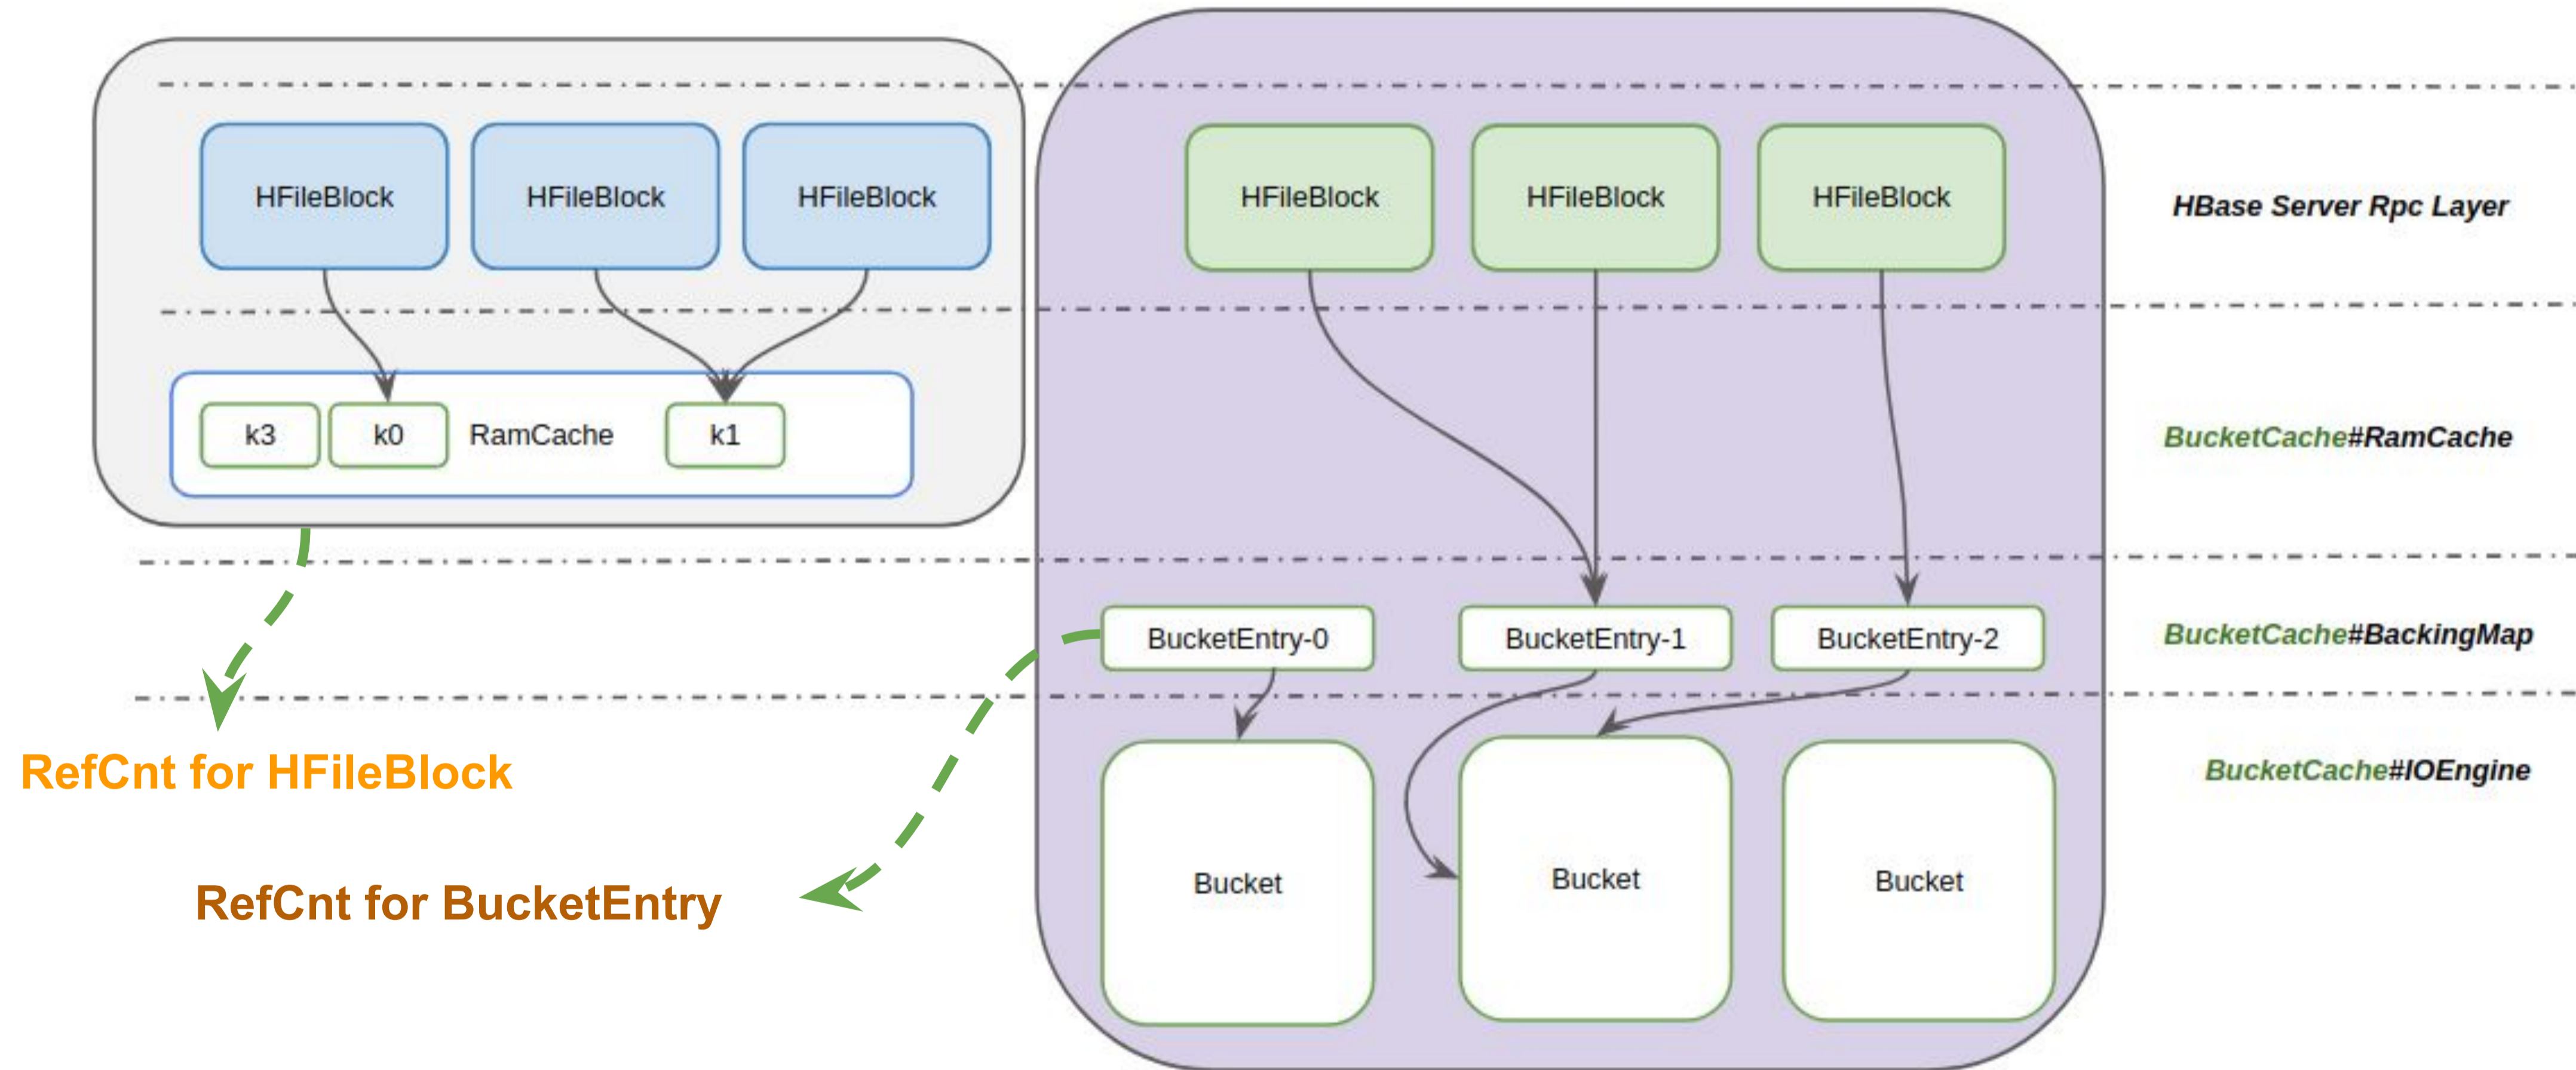 HFileBlock
HFileBlock
HFileBlock
HFileBlock
HFileBlock
HFileBlock
HBase Server Rpc Layer
k3
k0
RamCache
k1
BucketCache#RamCache
BucketEntry-0
BucketEntry-1
BucketEntry-2
BucketCache#BackingMap
RefCnt for HFileBlock
BucketCache#IOEngine
RefCnt for BucketEntry
Bucket
Bucket
Bucket